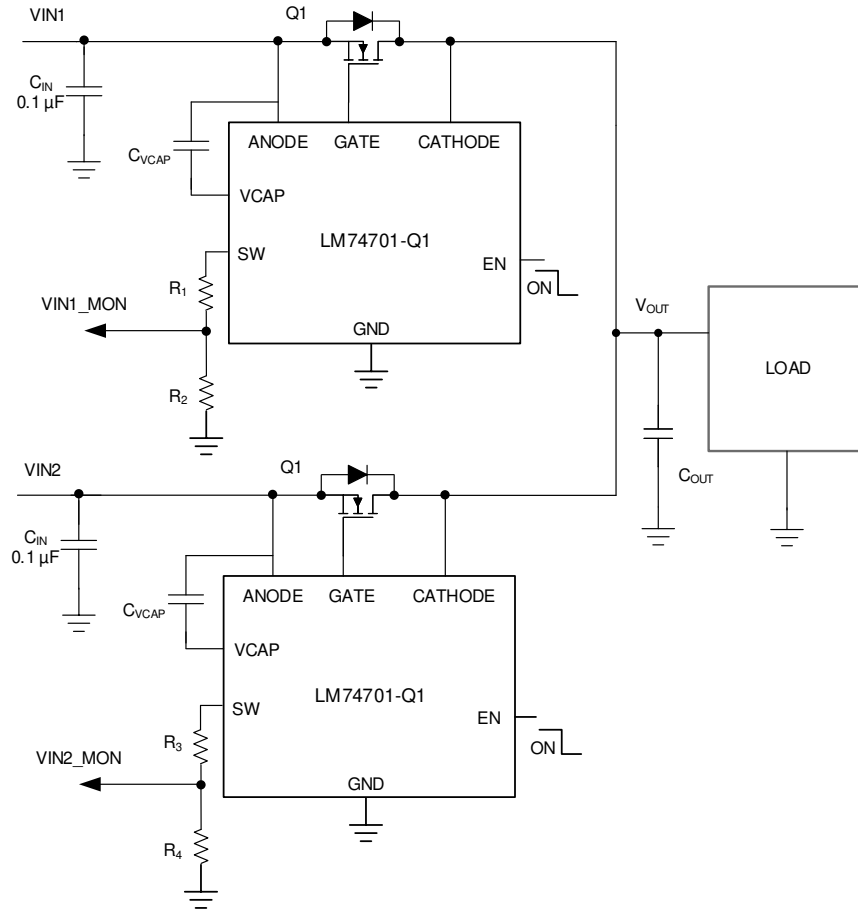 VIN1
Q1
CIN
0.1 µF
CVCAP
ANODE
GATE
CATHODE
VCAP
LM74701-Q1
SW
EN
ON
R1
VIN1_MON
GND
R2
VOUT
LOAD
COUT
VIN2
Q1
CIN
0.1 µF
CVCAP
ANODE
GATE
CATHODE
VCAP
LM74701-Q1
SW
EN
ON
R3
VIN2_MON
GND
R4